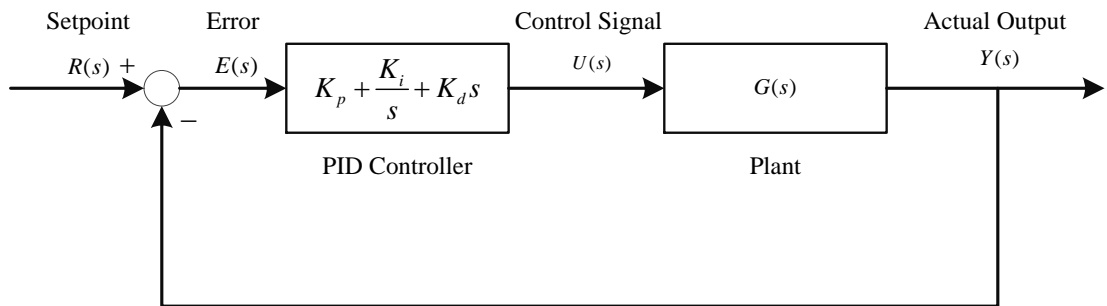 Setpoint Error Control Signal Actual Output
R(s) + E(s) U(s) Y(s)
K_p + K_i/s + K_d s G(s)
−
PID Controller Plant